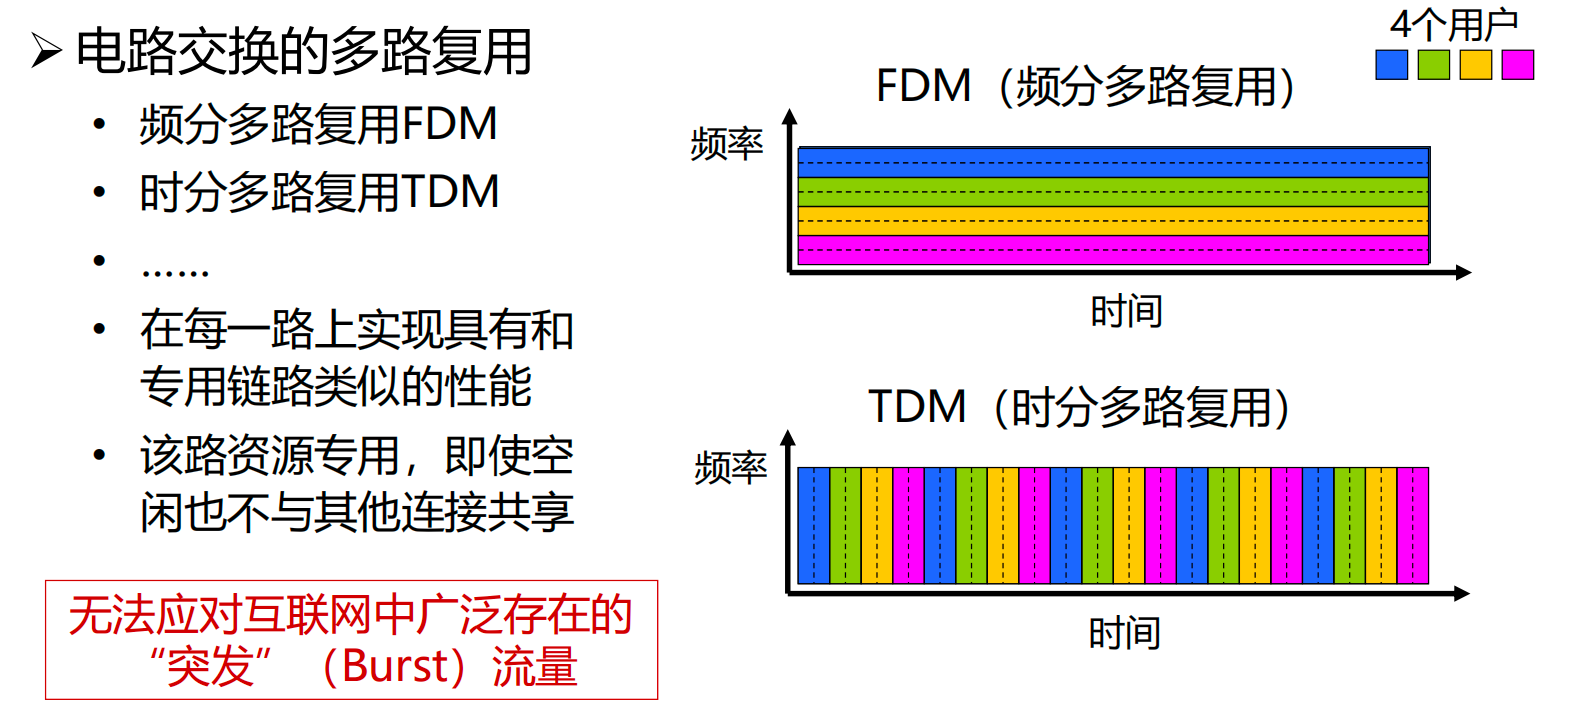 电路交换的多路复用
频分多路复用FDM
时分多路复用TDM
……
在每一路上实现具有和
专用链路类似的性能
该路资源专用，即使空
闲也不与其他连接共享
无法应对互联网中广泛存在的
“突发”（Burst）流量
4个用户
FDM（频分多路复用）
频率
时间
TDM（时分多路复用）
频率
时间